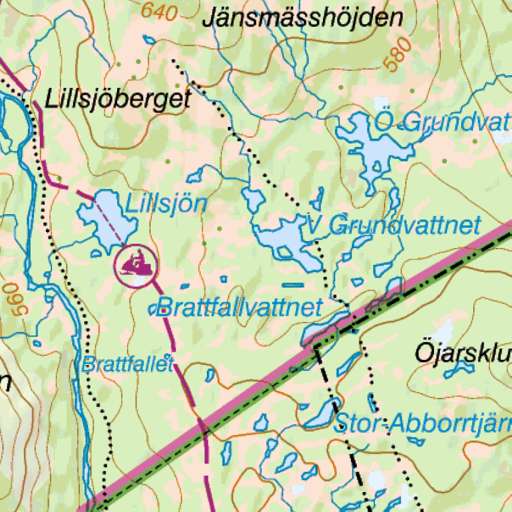 640
Jänsmässhöjden
580
Lillsjöberget
Ö Grundvat
Lillsjön
V Grundvattnet
560
Brattfallvattnet
Brattfallet
Öjarsklu
n
Stor-Abborrtjärn